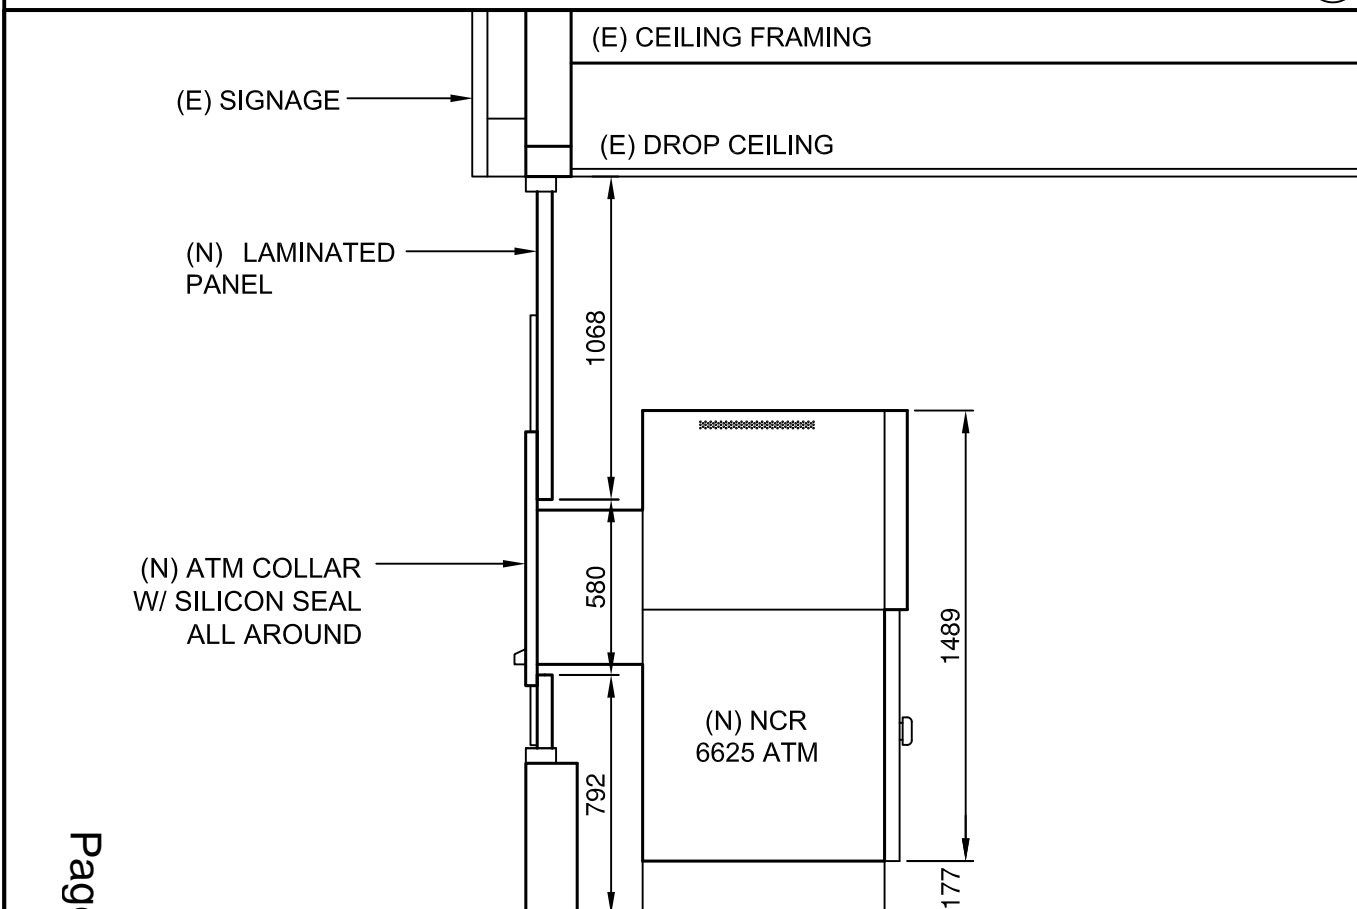 (E) CEILING FRAMING
(E) SIGNAGE
(E) DROP CEILING
(N) LAMINATED
PANEL
1068
(N) ATM COLLAR
W/ SILICON SEAL
ALL AROUND
580
1489
(N) NCR
6625 ATM
792
177
Page